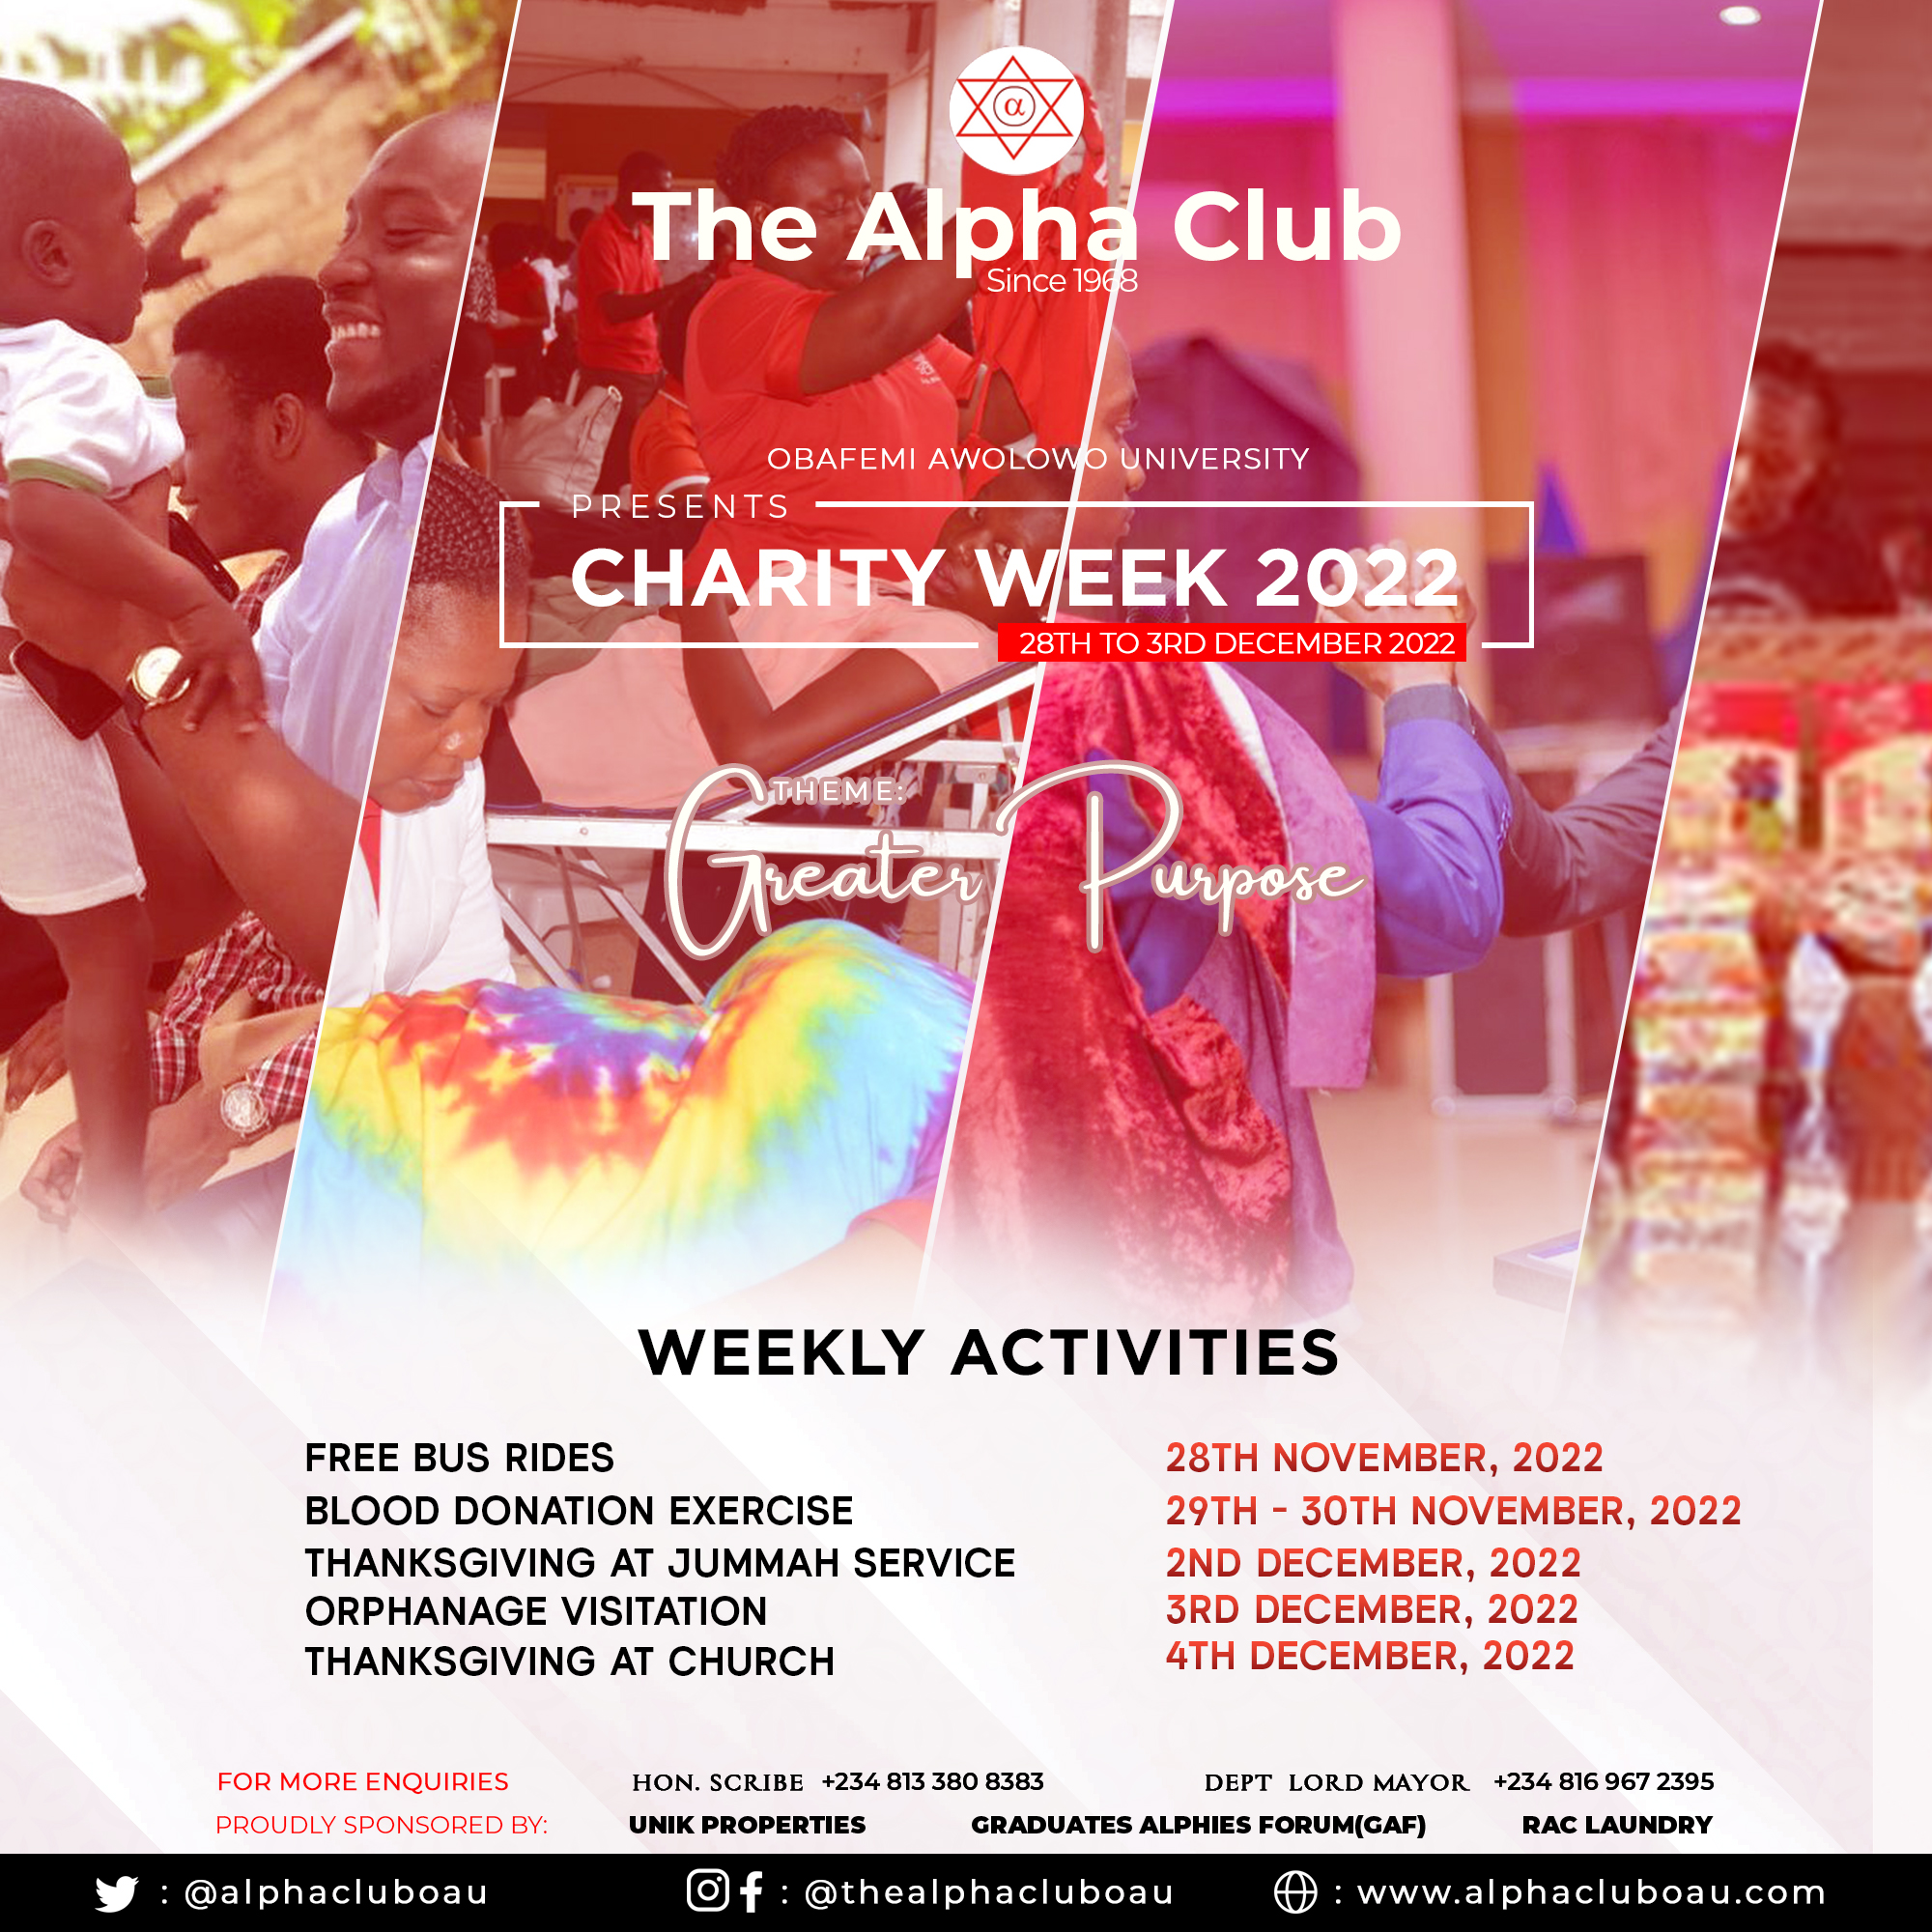 α
The Alpha Club
Since 1968
OBAFEMI AWOLOWO UNIVERSITY
PRESENTS
CHARITY WEEK 2022
28TH TO 3RD DECEMBER 2022
THEME:
Greater Purpose
WEEKLY ACTIVITIES
FREE BUS RIDES 28TH NOVEMBER, 2022
BLOOD DONATION EXERCISE 29TH - 30TH NOVEMBER, 2022
THANKSGIVING AT JUMMAH SERVICE 2ND DECEMBER, 2022
ORPHANAGE VISITATION 3RD DECEMBER, 2022
THANKSGIVING AT CHURCH 4TH DECEMBER, 2022
FOR MORE ENQUIRIES HON. SCRIBE +234 813 380 8383 DEPT LORD MAYOR +234 816 967 2395
PROUDLY SPONSORED BY: UNIK PROPERTIES GRADUATES ALPHIES FORUM(GAF) RAC LAUNDRY
: @alphacluboau : @thealphacluboau : www.alphacluboau.com